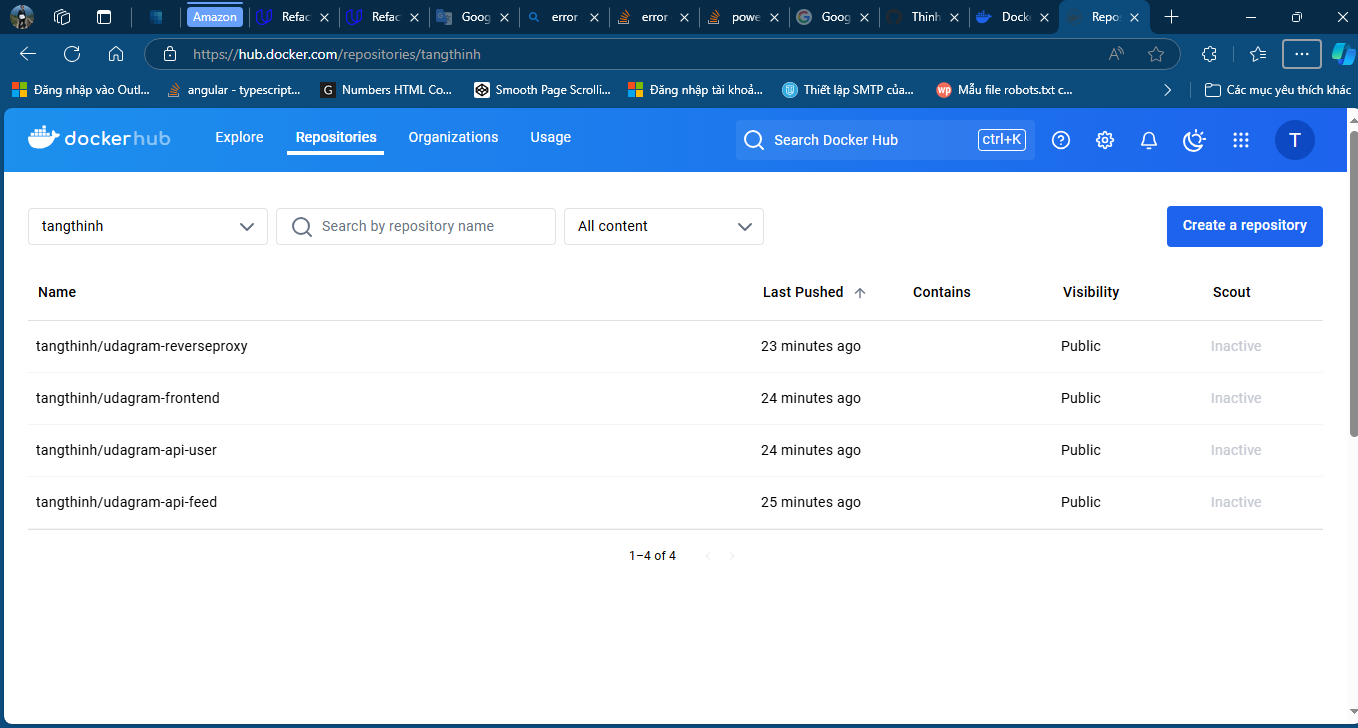 Amazon
Refac
Refac
Goog
error
error
powe
Goog
Thinh
Dock
Repos
https://hub.docker.com/repositories/tangthinh
Đăng nhập vào Outl...
angular - typescript...
G Numbers HTML Co...
Smooth Page Scrolli...
Đăng nhập tài khoả...
Thiết lập SMTP của...
wp Mẫu file robots.txt c...
Các mục yêu thích khác
dockerhub
Explore
Repositories
Organizations
Usage
Search Docker Hub
ctrl+K
T
tangthinh
Search by repository name
All content
Create a repository
Name Last Pushed Contains Visibility Scout
tangthinh/udagram-reverseproxy 23 minutes ago Public Inactive
tangthinh/udagram-frontend 24 minutes ago Public Inactive
tangthinh/udagram-api-user 24 minutes ago Public Inactive
tangthinh/udagram-api-feed 25 minutes ago Public Inactive
1–4 of 4